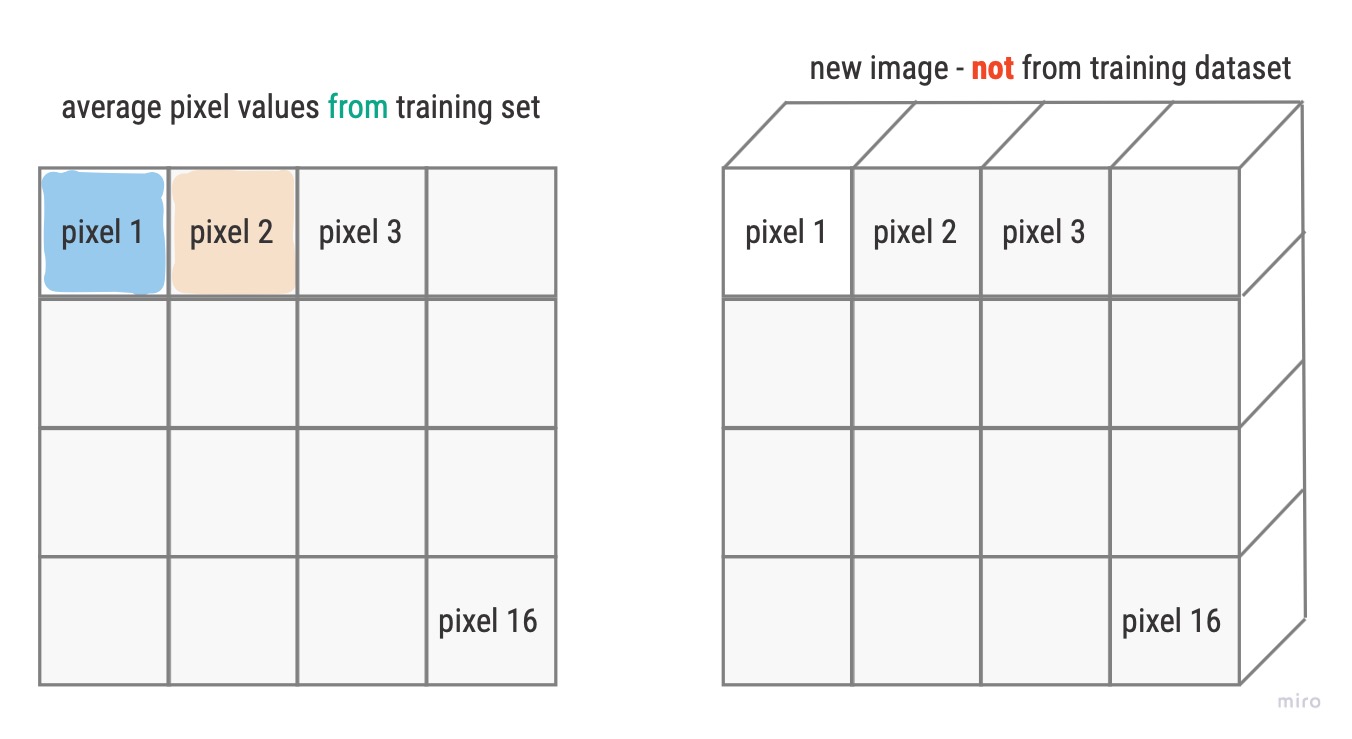 new image - not from training dataset
average pixel values from training set
pixel 1 pixel 2 pixel 3
pixel 1 pixel 2 pixel 3
pixel 16
pixel 16
miro